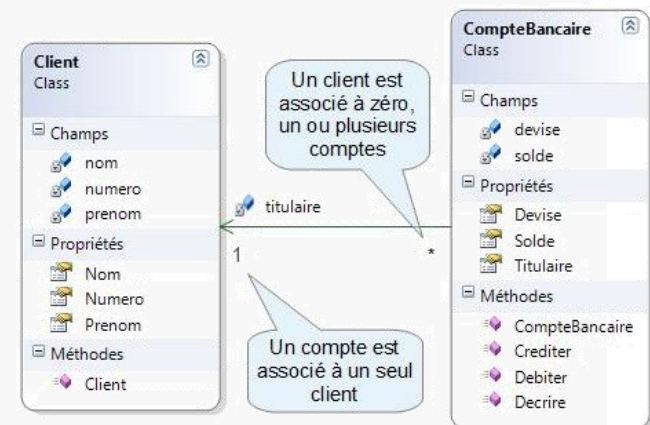 Client
Class
Champs
nom
numero
prenom
Propriétés
Nom
Numero
Prenom
Méthodes
Client
Un client est
associé à zéro,
un ou plusieurs
comptes
titulaire
1
*
Un compte est
associé à un seul
client
CompteBancaire
Class
Champs
devise
solde
Propriétés
Devise
Solde
Titulaire
Méthodes
CompteBancaire
Crediter
Debiter
Decrire